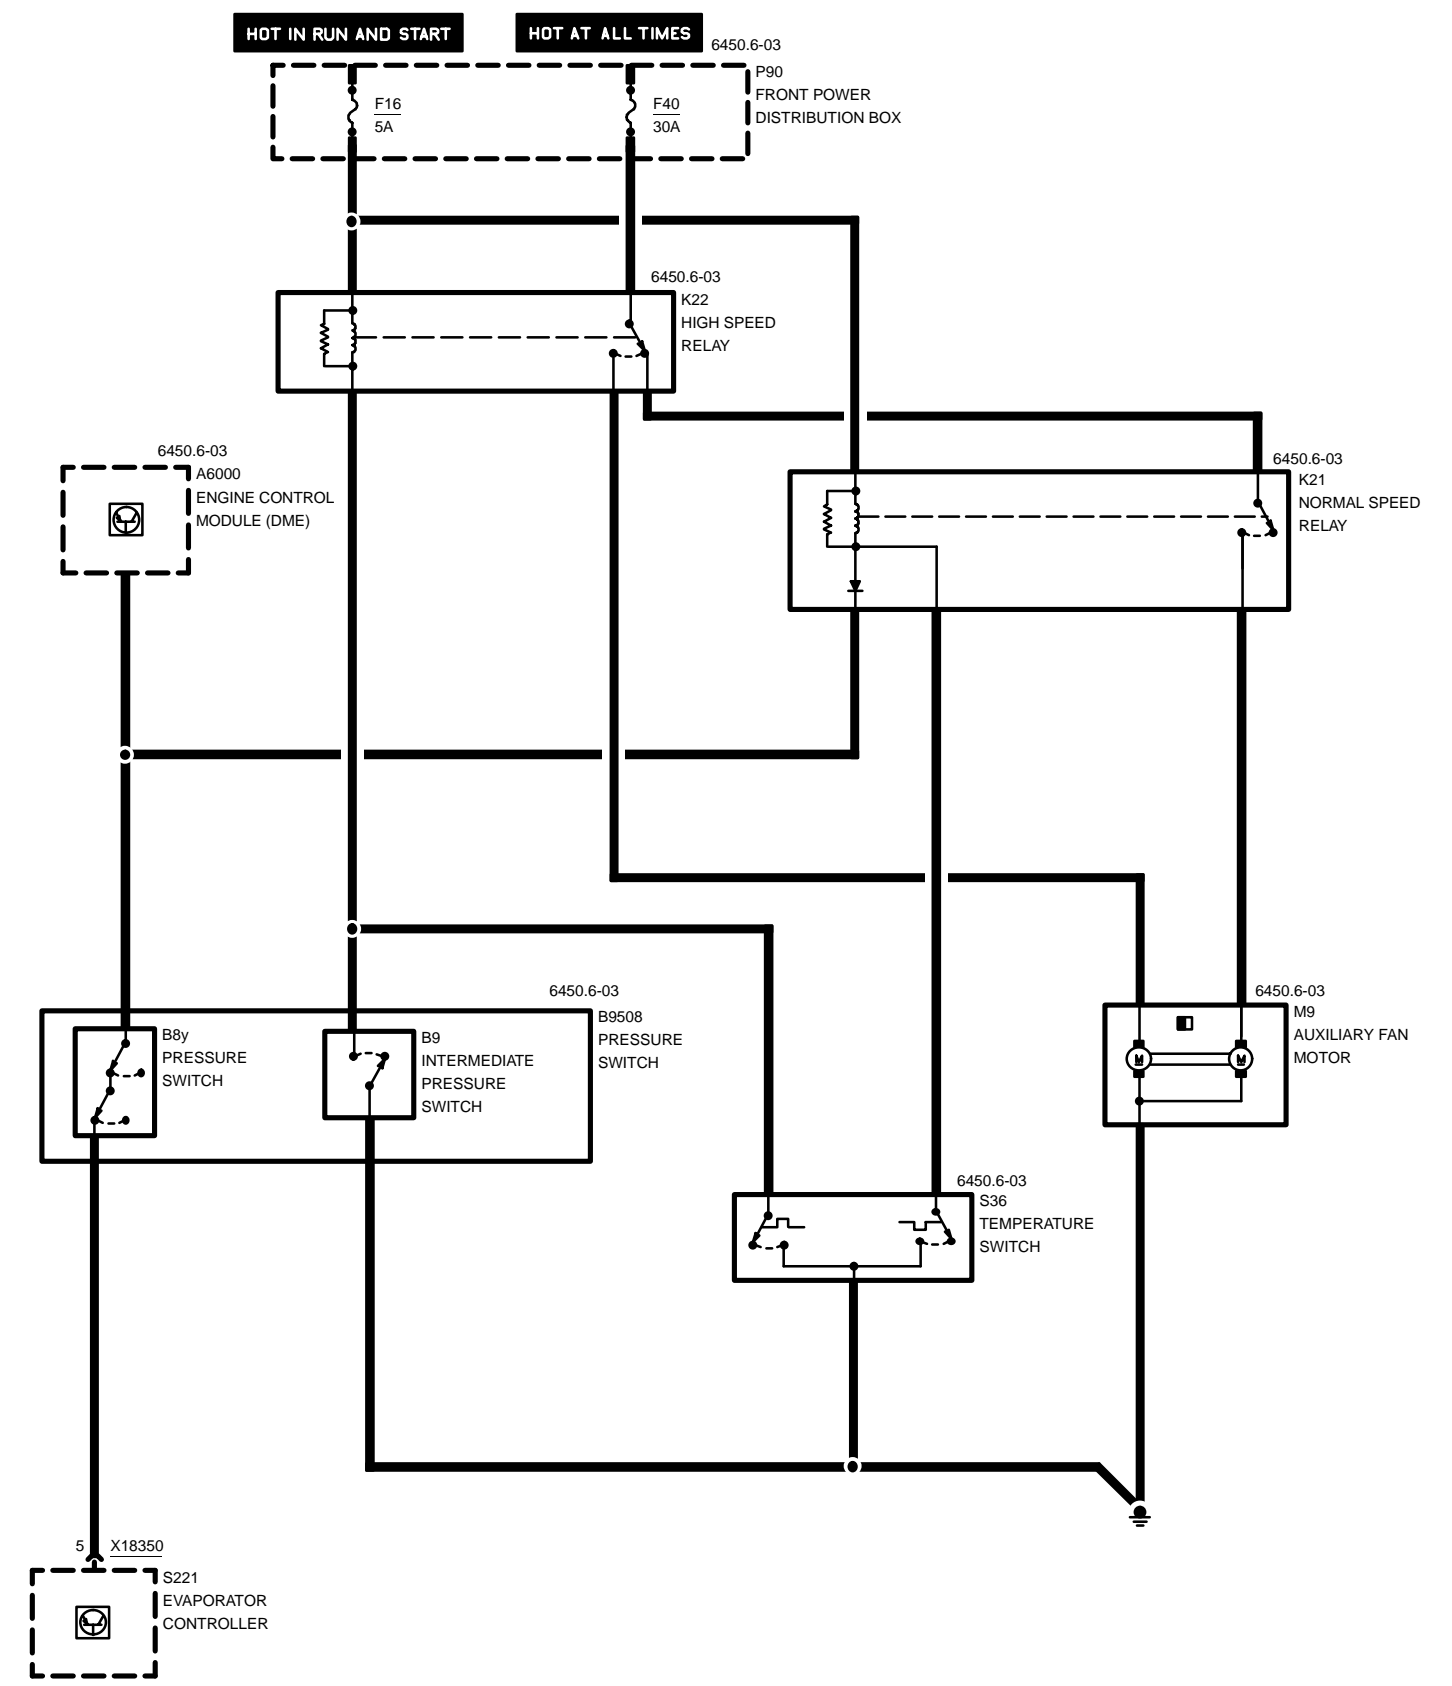 HOT IN RUN AND START
HOT AT ALL TIMES
6450.6-03
P90
FRONT POWER
DISTRIBUTION BOX
F16
5A
F40
30A
6450.6-03
K22
HIGH SPEED
RELAY
6450.6-03
A6000
ENGINE CONTROL
MODULE (DME)
6450.6-03
K21
NORMAL SPEED
RELAY
6450.6-03
B9508
PRESSURE
SWITCH
B8y
PRESSURE
SWITCH
B9
INTERMEDIATE
PRESSURE
SWITCH
6450.6-03
M9
AUXILIARY FAN
MOTOR
M
M
6450.6-03
S36
TEMPERATURE
SWITCH
5 X18350
S221
EVAPORATOR
CONTROLLER